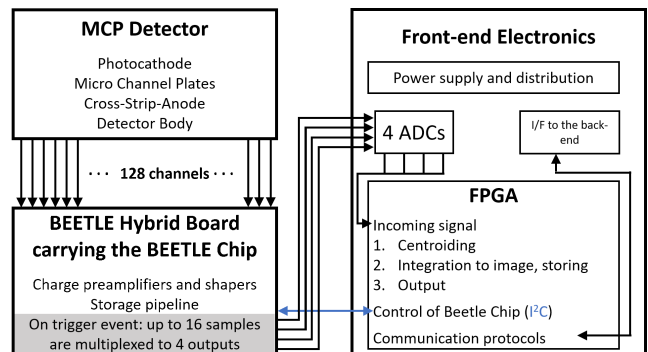 MCP Detector
Photocathode
Micro Channel Plates
Cross-Strip-Anode
Detector Body
··· 128 channels ···
BEETLE Hybrid Board
carrying the BEETLE Chip
Charge preamplifiers and shapers
Storage pipeline
On trigger event: up to 16 samples
are multiplexed to 4 outputs
Front-end Electronics
Power supply and distribution
4 ADCs
I/F to the back-
end
FPGA
Incoming signal
1. Centroiding
2. Integration to image, storing
3. Output
Control of Beetle Chip (I²C)
Communication protocols